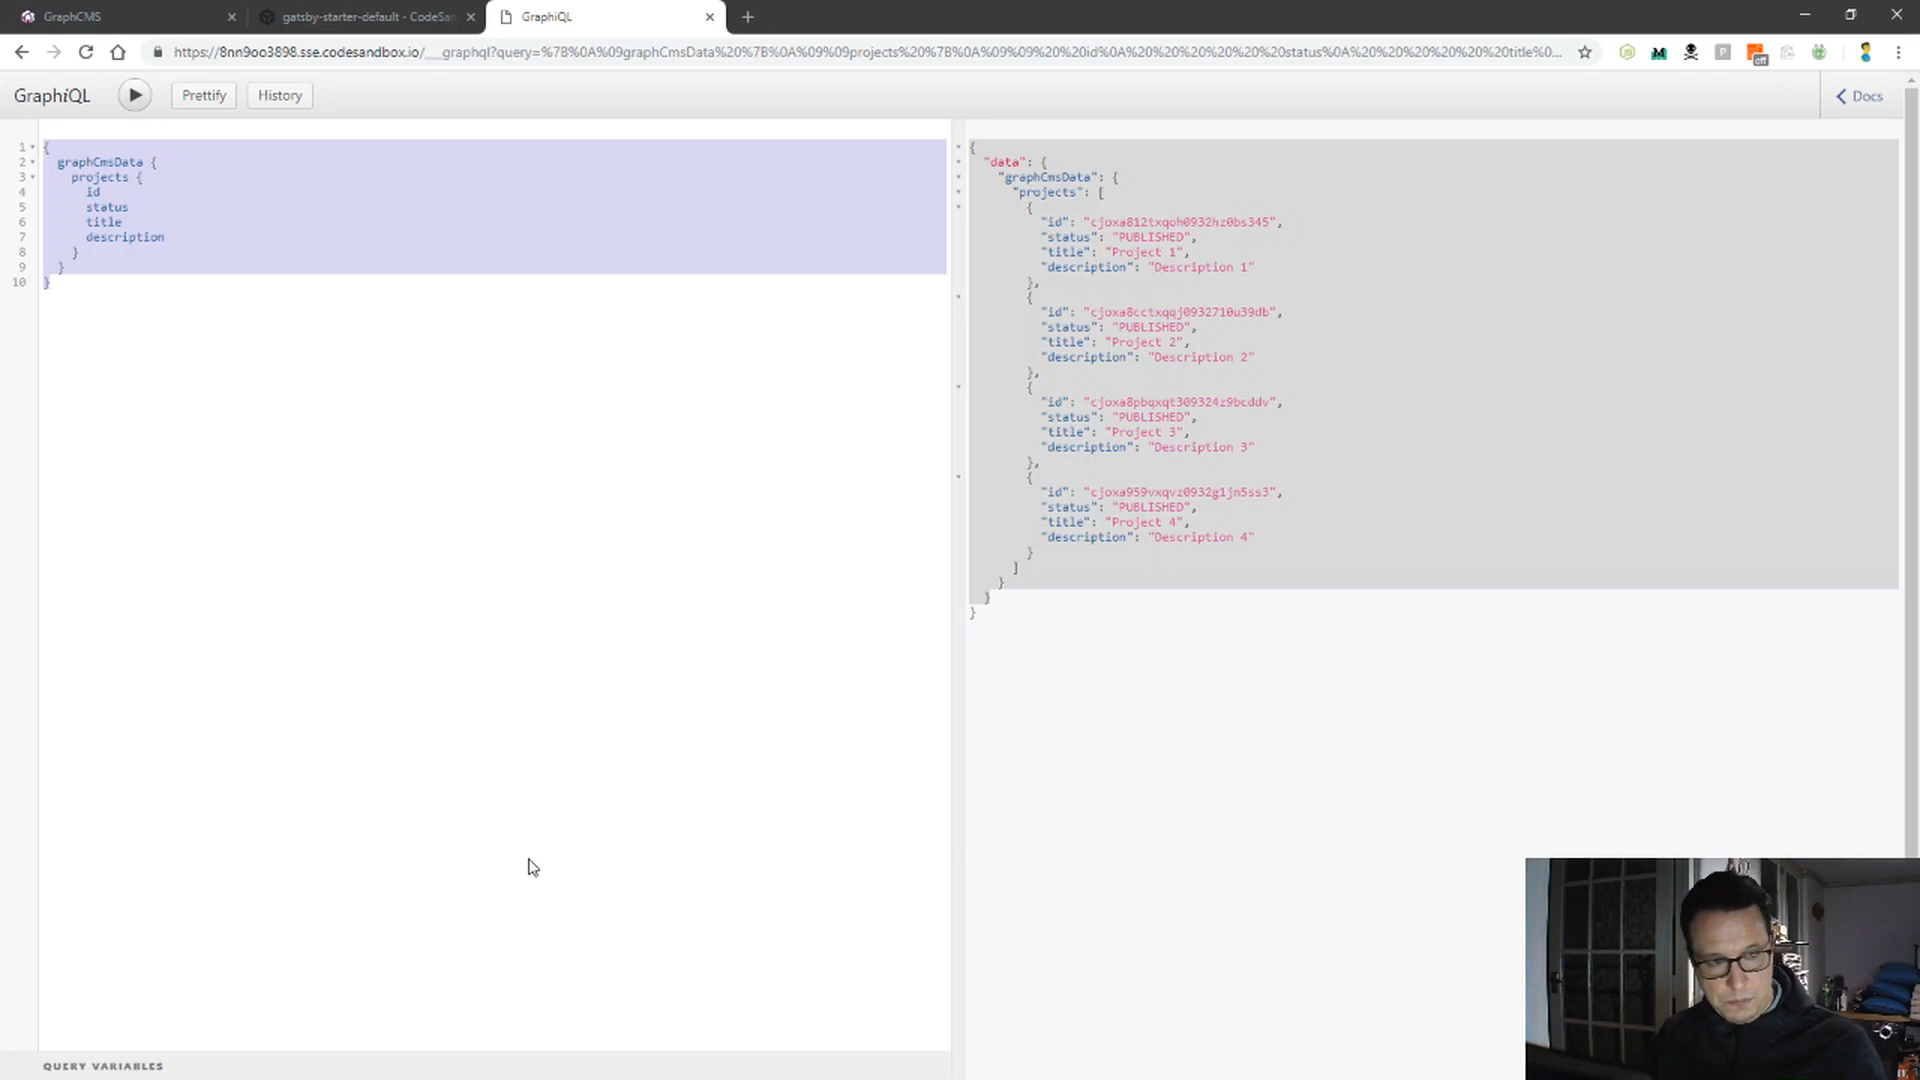 GraphCMS
gatsby-starter-default - CodeSan
GraphiQL
https://8nn9oo3898.sse.codesandbox.io/___graphql?query=%7B%0A%09graphCmsData%20%7B%0A%09%09projects%20%7B%0A%09%09%20%20id%0A%20%20%20%20%20%20status%0A%20%20%20%20%20%20title%0...
off
GraphiQL
Prettify
History
Docs
1 {
2 graphCmsData {
3 projects {
4 id
5 status
6 title
7 description
8 }
9 }
10 }
{
"data": {
"graphCmsData": {
"projects": [
{
"id": "cjoxa812txqoh0932hz0bs345",
"status": "PUBLISHED",
"title": "Project 1",
"description": "Description 1"
},
{
"id": "cjoxa8cctxqqj0932710u39db",
"status": "PUBLISHED",
"title": "Project 2",
"description": "Description 2"
},
{
"id": "cjoxa8pbqxqt309324z9bcddv",
"status": "PUBLISHED",
"title": "Project 3",
"description": "Description 3"
},
{
"id": "cjoxa959vxqvz0932g1jn5ss3",
"status": "PUBLISHED",
"title": "Project 4",
"description": "Description 4"
}
]
}
}
}
QUERY VARIABLES